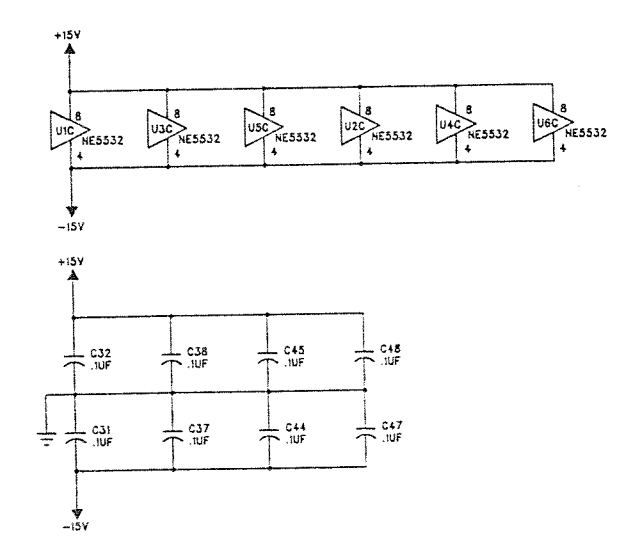 +15V
8 8 8 8 8 8
U1C U3C U5C U2C U4C U6C
NE5532 NE5532 NE5532 NE5532 NE5532 NE5532
4 4 4 4 4 4
-15V
+15V
C32 C38 C45 C48
.1UF .1UF .1UF .1UF
C31 C37 C44 C47
.1UF .1UF .1UF .1UF
-15V